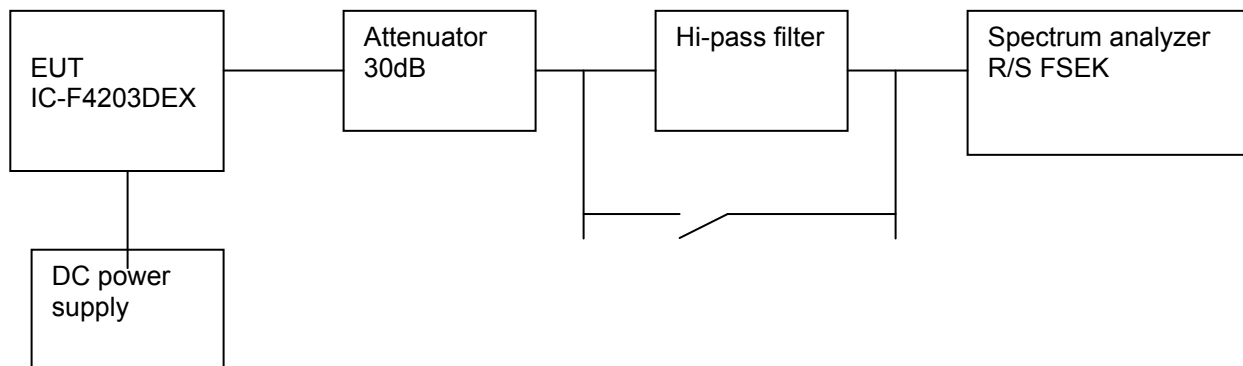 EUT
IC-F4203DEX
Attenuator
30dB
Hi-pass filter
Spectrum analyzer
R/S FSEK
DC power
supply